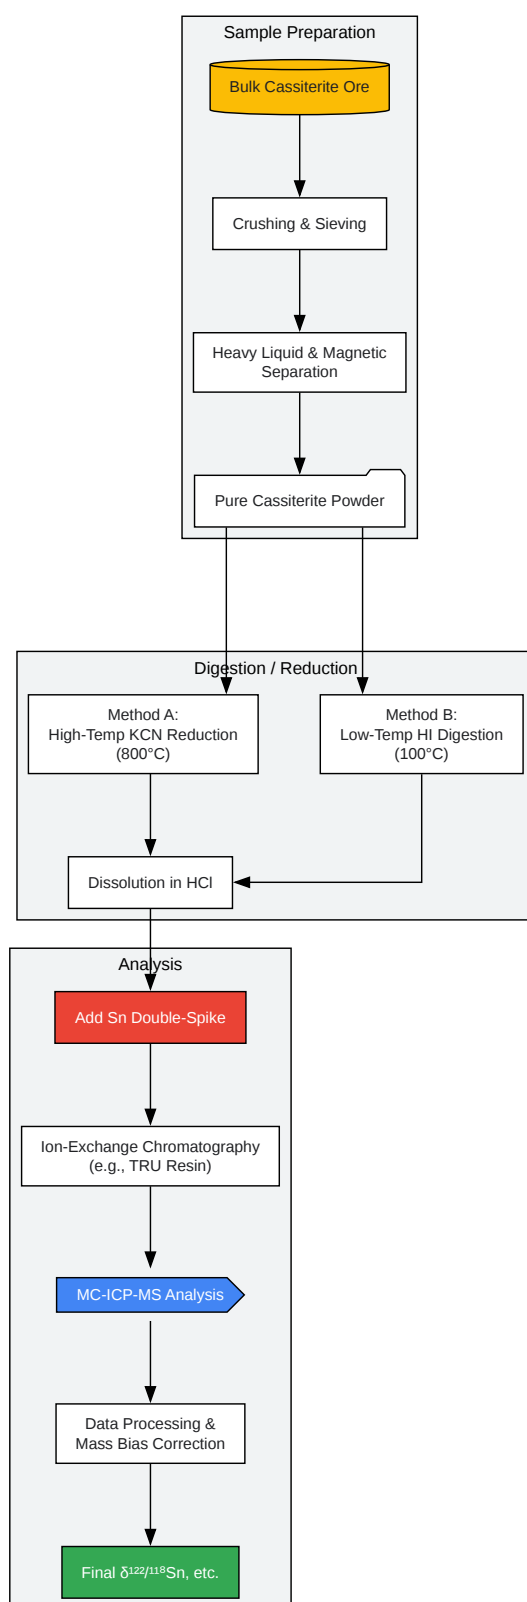 Sample Preparation
Bulk Cassiterite Ore
Crushing & Sieving
Heavy Liquid & Magnetic
Separation
Pure Cassiterite Powder
Digestion / Reduction
Method A:
High-Temp KCN Reduction
(800°C)
Method B:
Low-Temp HI Digestion
(100°C)
Dissolution in HCl
Analysis
Add Sn Double-Spike
Ion-Exchange Chromatography
(e.g., TRU Resin)
MC-ICP-MS Analysis
Data Processing &
Mass Bias Correction
Final δ¹²²/¹¹⁸Sn, etc.